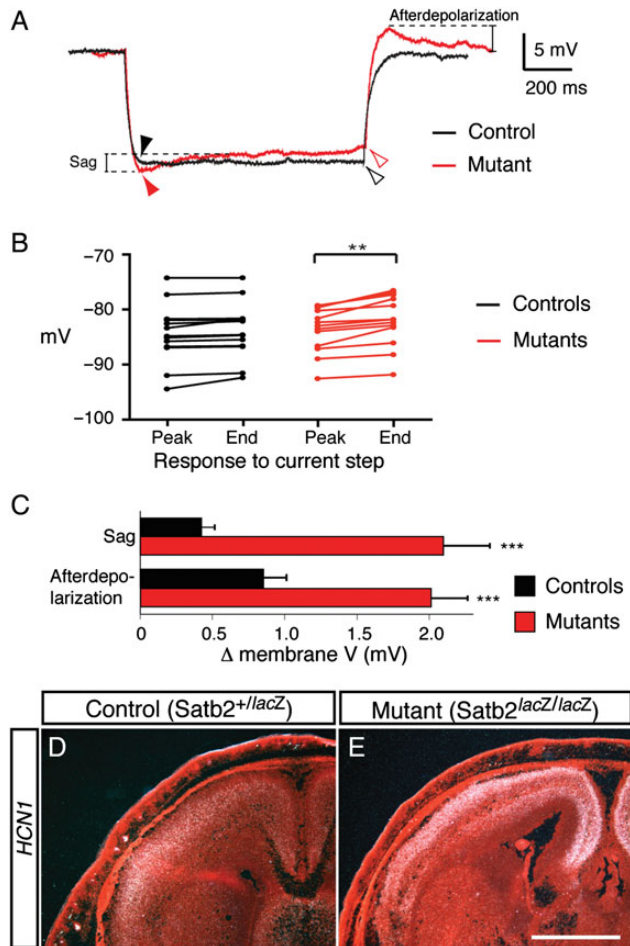 A
Afterdepolarization
5 mV
200 ms
Sag
Control
Mutant
B
−70
**
−80
mV
−90
−100
Peak End Peak End
Response to current step
Controls
Mutants
C
Sag
***
Afterdepo-
larization
***
0 0.5 1.0 2.0
Δ membrane V (mV)
Controls
Mutants
Control (Satb2+/lacZ)
Mutant (Satb2lacZ/lacZ)
HCN1
D
E